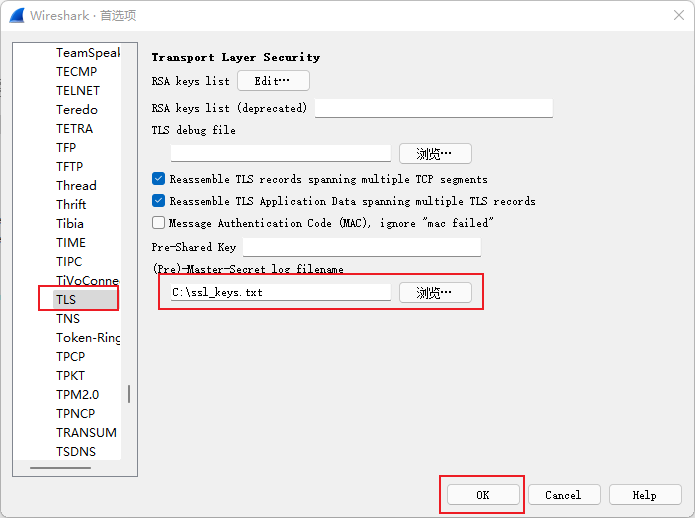 Wireshark · 首选项
TeamSpeak
TECMP
TELNET
Teredo
TETRA
TFP
TFTP
Thread
Thrift
Tibia
TIME
TIPC
TiVoConne
TLS
TNS
Token-Ring
TPCP
TPKT
TPM2.0
TPNCP
TRANSUM
TSDNS
Transport Layer Security
RSA keys list Edit…
RSA keys list (deprecated)
TLS debug file
浏览…
Reassemble TLS records spanning multiple TCP segments
Reassemble TLS Application Data spanning multiple TLS records
Message Authentication Code (MAC), ignore "mac failed"
Pre-Shared Key
(Pre)-Master-Secret log filename
C:\ssl_keys.txt 浏览…
OK Cancel Help